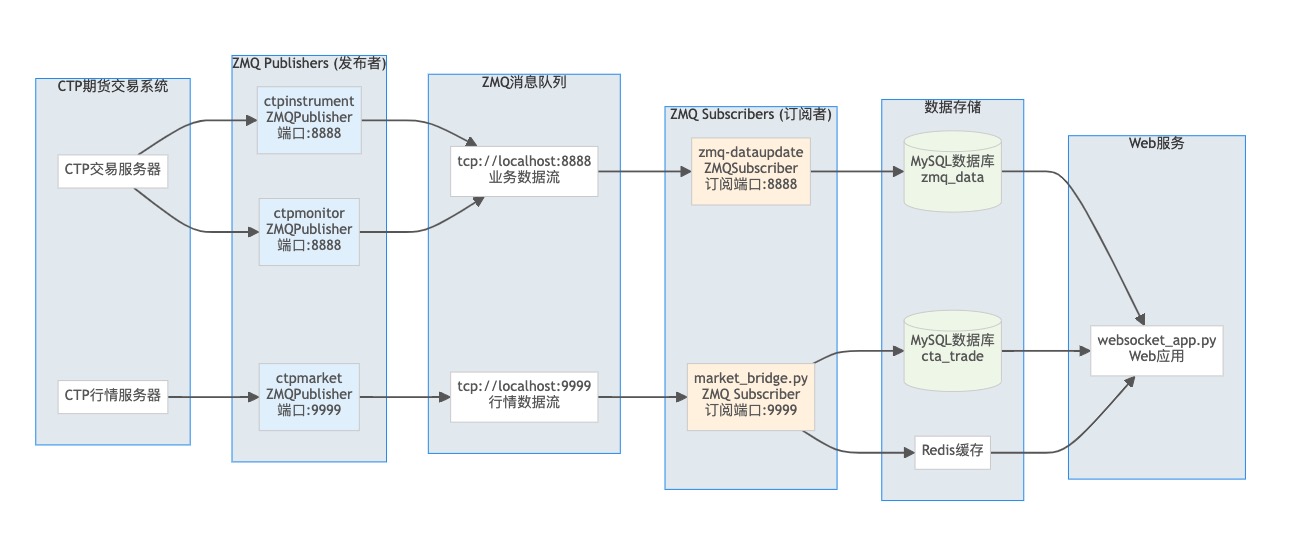 CTP期货交易系统
CTP交易服务器
CTP行情服务器
ZMQ Publishers (发布者)
ctpinstrument
ZMQPublisher
端口:8888
ctpmonitor
ZMQPublisher
端口:8888
ctpmarket
ZMQPublisher
端口:9999
ZMQ消息队列
tcp://localhost:8888
业务数据流
tcp://localhost:9999
行情数据流
ZMQ Subscribers (订阅者)
zmq-dataupdate
ZMQSubscriber
订阅端口:8888
market_bridge.py
ZMQ Subscriber
订阅端口:9999
数据存储
MySQL数据库
zmq_data
MySQL数据库
cta_trade
Redis缓存
Web服务
websocket_app.py
Web应用